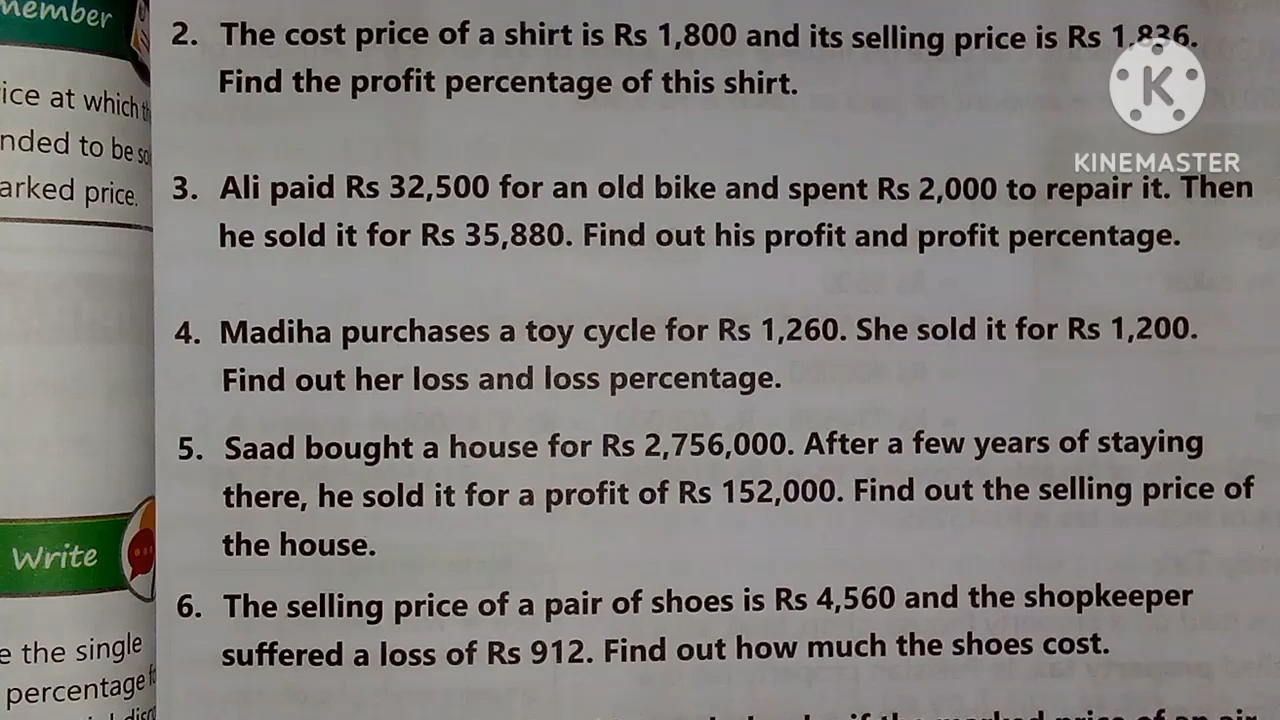 member
ice at which
nded to be
arked price.
Write
e the single
percentage
2. The cost price of a shirt is Rs 1,800 and its selling price is Rs 1,836.
Find the profit percentage of this shirt.
3. Ali paid Rs 32,500 for an old bike and spent Rs 2,000 to repair it. Then
he sold it for Rs 35,880. Find out his profit and profit percentage.
4. Madiha purchases a toy cycle for Rs 1,260. She sold it for Rs 1,200.
Find out her loss and loss percentage.
5. Saad bought a house for Rs 2,756,000. After a few years of staying
there, he sold it for a profit of Rs 152,000. Find out the selling price of
the house.
6. The selling price of a pair of shoes is Rs 4,560 and the shopkeeper
suffered a loss of Rs 912. Find out how much the shoes cost.
K
KINEMASTER